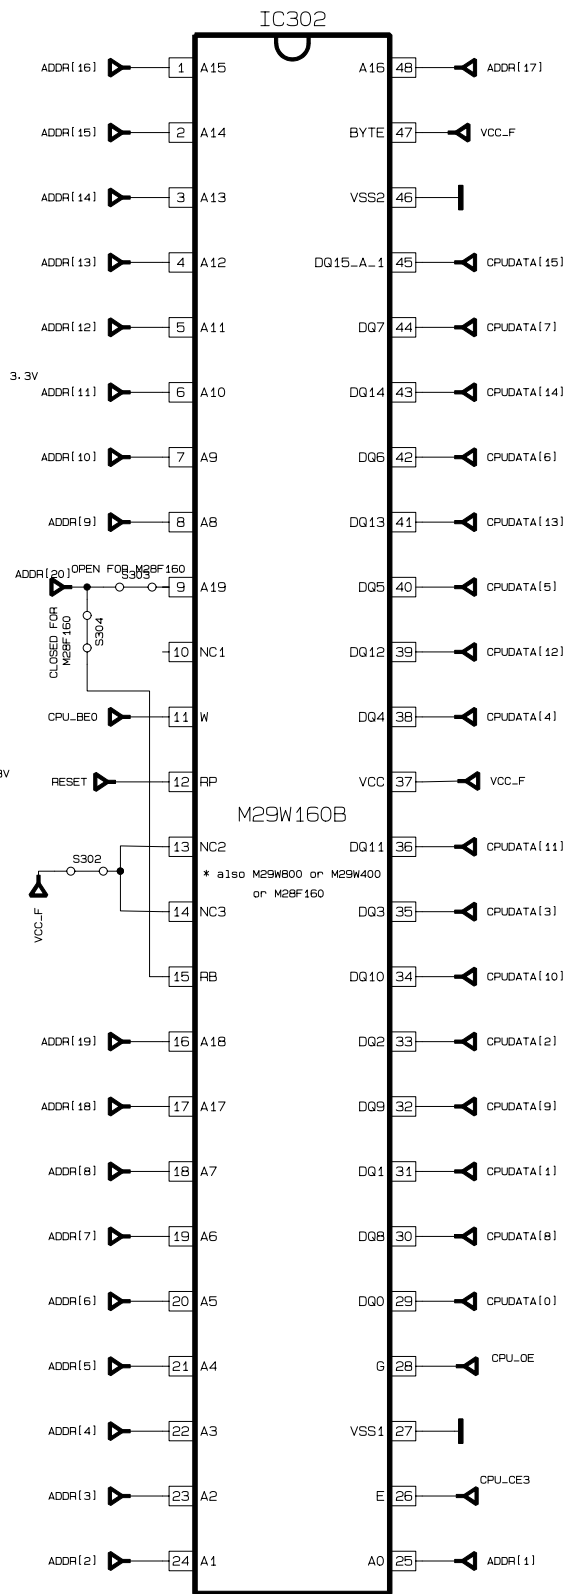 IC302
ADDR[16] 1 A15 A16 48 ADDR[17]
ADDR[15] 2 A14 BYTE 47 VCC_F
ADDR[14] 3 A13 VSS2 46
ADDR[13] 4 A12 DQ15_A_1 45 CPUDATA[15]
ADDR[12] 5 A11 DQ7 44 CPUDATA[7]
3.3V
ADDR[11] 6 A10 DQ14 43 CPUDATA[14]
ADDR[10] 7 A9 DQ6 42 CPUDATA[6]
ADDR[9] 8 A8 DQ13 41 CPUDATA[13]
OPEN FOR M28F160
ADDR[20] S303 9 A19 DQ5 40 CPUDATA[5]
CLOSED FOR
M28F160
S304
10 NC1 DQ12 39 CPUDATA[12]
CPU_BE0 11 W DQ4 38 CPUDATA[4]
3V
RESET 12 RP VCC 37 VCC_F
M29W160B
13 NC2 DQ11 36 CPUDATA[11]
S302
* also M29W800 or M29W400
or M28F160
VCC_F
14 NC3 DQ3 35 CPUDATA[3]
15 RB DQ10 34 CPUDATA[10]
ADDR[19] 16 A18 DQ2 33 CPUDATA[2]
ADDR[18] 17 A17 DQ9 32 CPUDATA[9]
ADDR[8] 18 A7 DQ1 31 CPUDATA[1]
ADDR[7] 19 A6 DQ8 30 CPUDATA[8]
ADDR[6] 20 A5 DQ0 29 CPUDATA[0]
ADDR[5] 21 A4 G 28 CPU_OE
ADDR[4] 22 A3 VSS1 27
ADDR[3] 23 A2 E 26 CPU_CE3
ADDR[2] 24 A1 A0 25 ADDR[1]